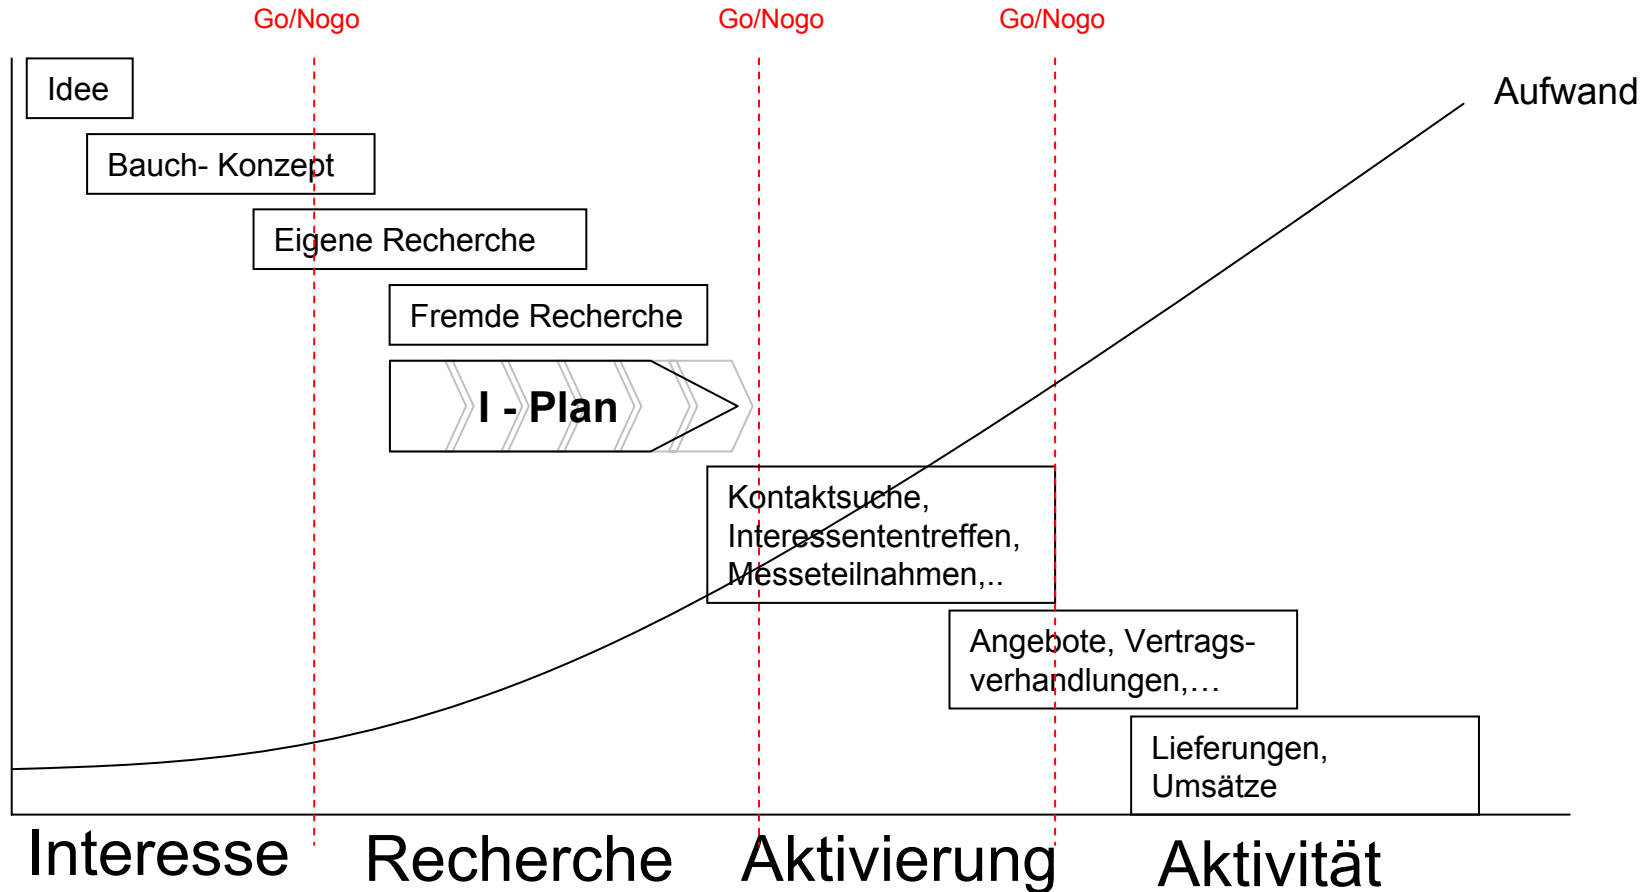 Go/Nogo
Go/Nogo
Go/Nogo
Idee
Aufwand
Bauch- Konzept
Eigene Recherche
Fremde Recherche
I - Plan
Kontaktsuche,
Interessententreffen,
Messeteilnahmen,..
Angebote, Vertrags-
verhandlungen,…
Lieferungen,
Umsätze
Interesse
Recherche
Aktivierung
Aktivität